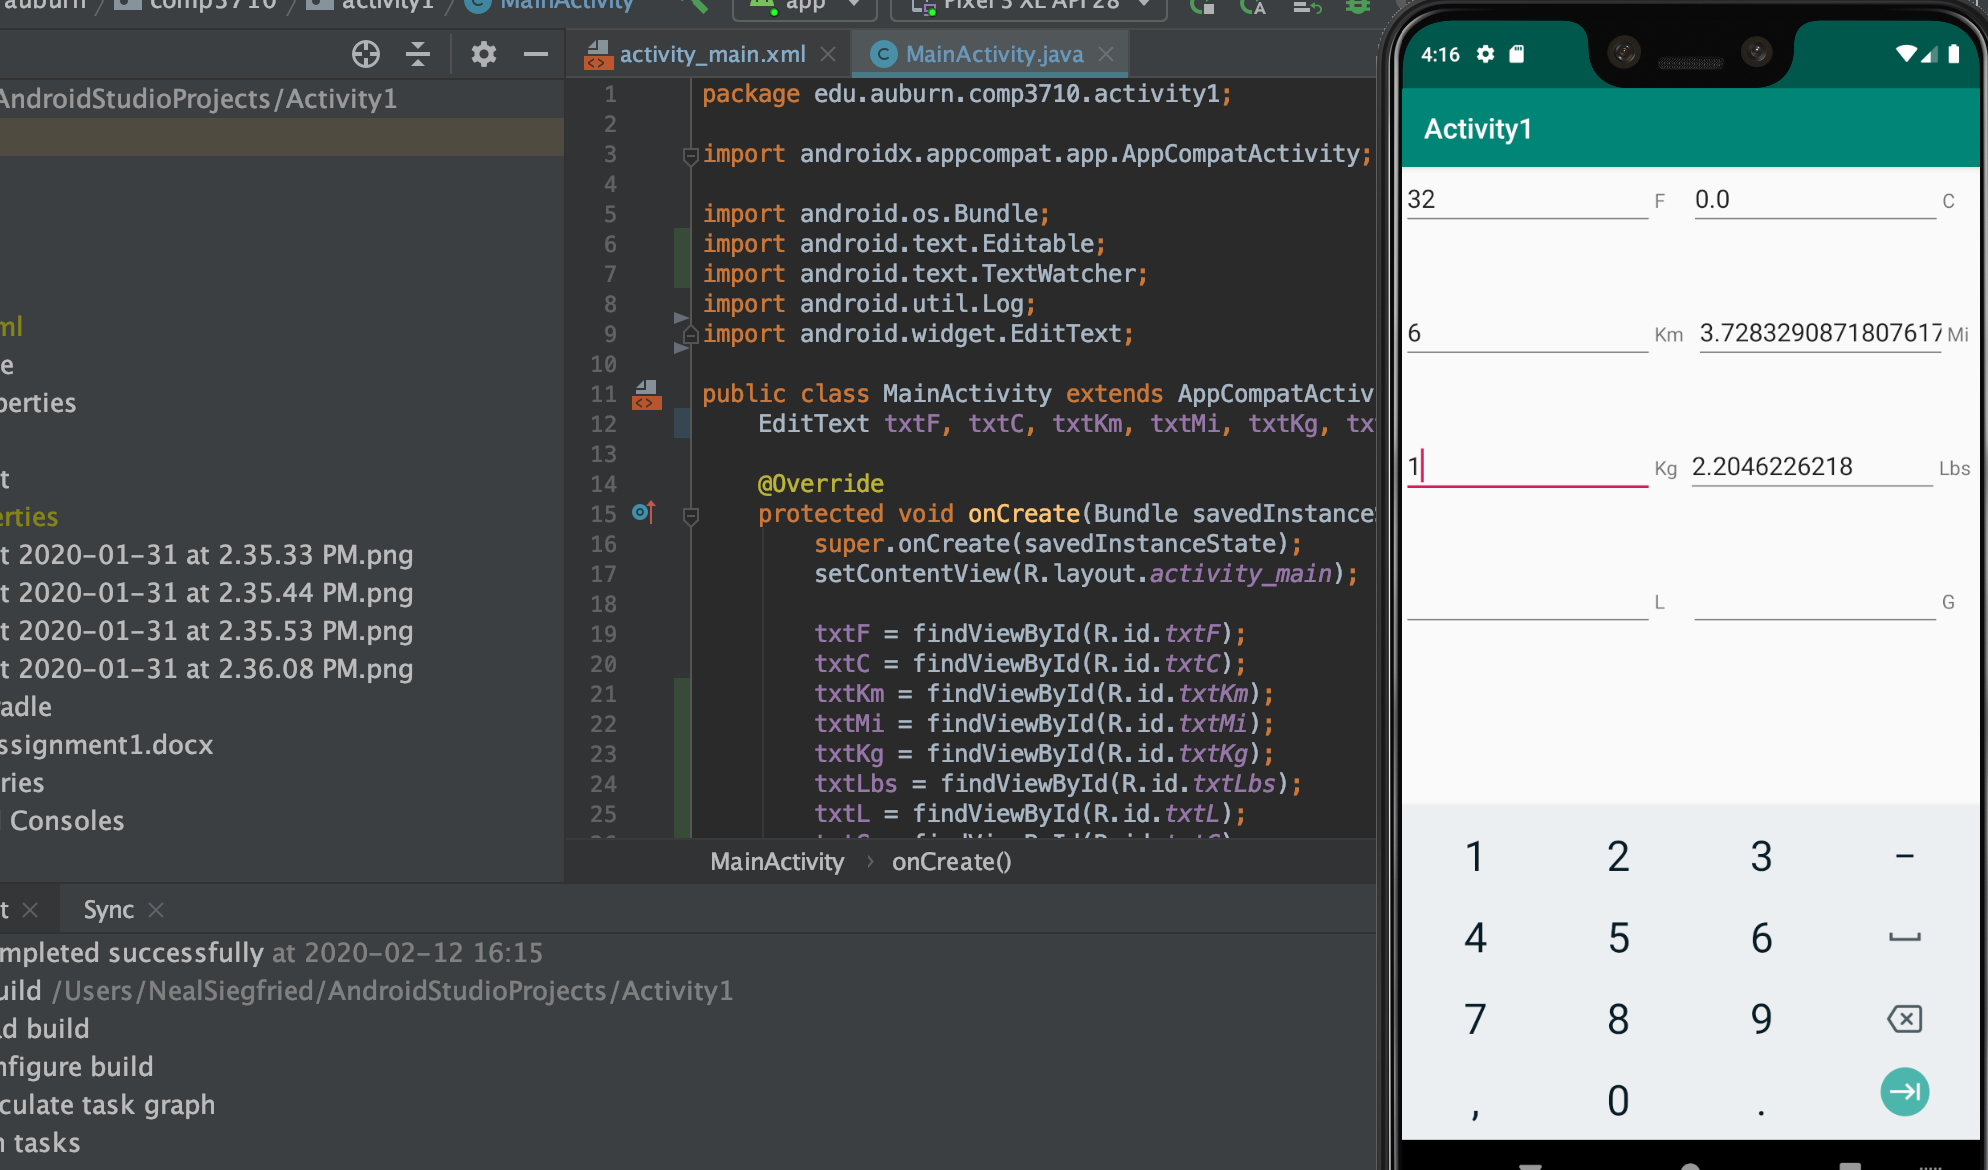 auburn / comp3710 / activity1 / MainActivity
app
Pixel 3 XL API 28
activity_main.xml
MainActivity.java
AndroidStudioProjects/Activity1
ml
e
perties
t
erties
t 2020-01-31 at 2.35.33 PM.png
t 2020-01-31 at 2.35.44 PM.png
t 2020-01-31 at 2.35.53 PM.png
t 2020-01-31 at 2.36.08 PM.png
radle
ssignment1.docx
ries
d Consoles
1 package edu.auburn.comp3710.activity1;
2
3 import androidx.appcompat.app.AppCompatActivity;
4
5 import android.os.Bundle;
6 import android.text.Editable;
7 import android.text.TextWatcher;
8 import android.util.Log;
9 import android.widget.EditText;
10
11 public class MainActivity extends AppCompatActiv
12 EditText txtF, txtC, txtKm, txtMi, txtKg, tx
13
14 @Override
15 protected void onCreate(Bundle savedInstanceS
16 super.onCreate(savedInstanceState);
17 setContentView(R.layout.activity_main);
18
19 txtF = findViewById(R.id.txtF);
20 txtC = findViewById(R.id.txtC);
21 txtKm = findViewById(R.id.txtKm);
22 txtMi = findViewById(R.id.txtMi);
23 txtKg = findViewById(R.id.txtKg);
24 txtLbs = findViewById(R.id.txtLbs);
25 txtL = findViewById(R.id.txtL);
MainActivity › onCreate()
t
Sync
mpleted successfully at 2020-02-12 16:15
uild /Users/NealSiegfried/AndroidStudioProjects/Activity1
ad build
nfigure build
culate task graph
n tasks
4:16
Activity1
32 F 0.0 C
6 Km 3.7283290871807617 Mi
1 Kg 2.2046226218 Lbs
L G
1 2 3 -
4 5 6
7 8 9
, 0 .